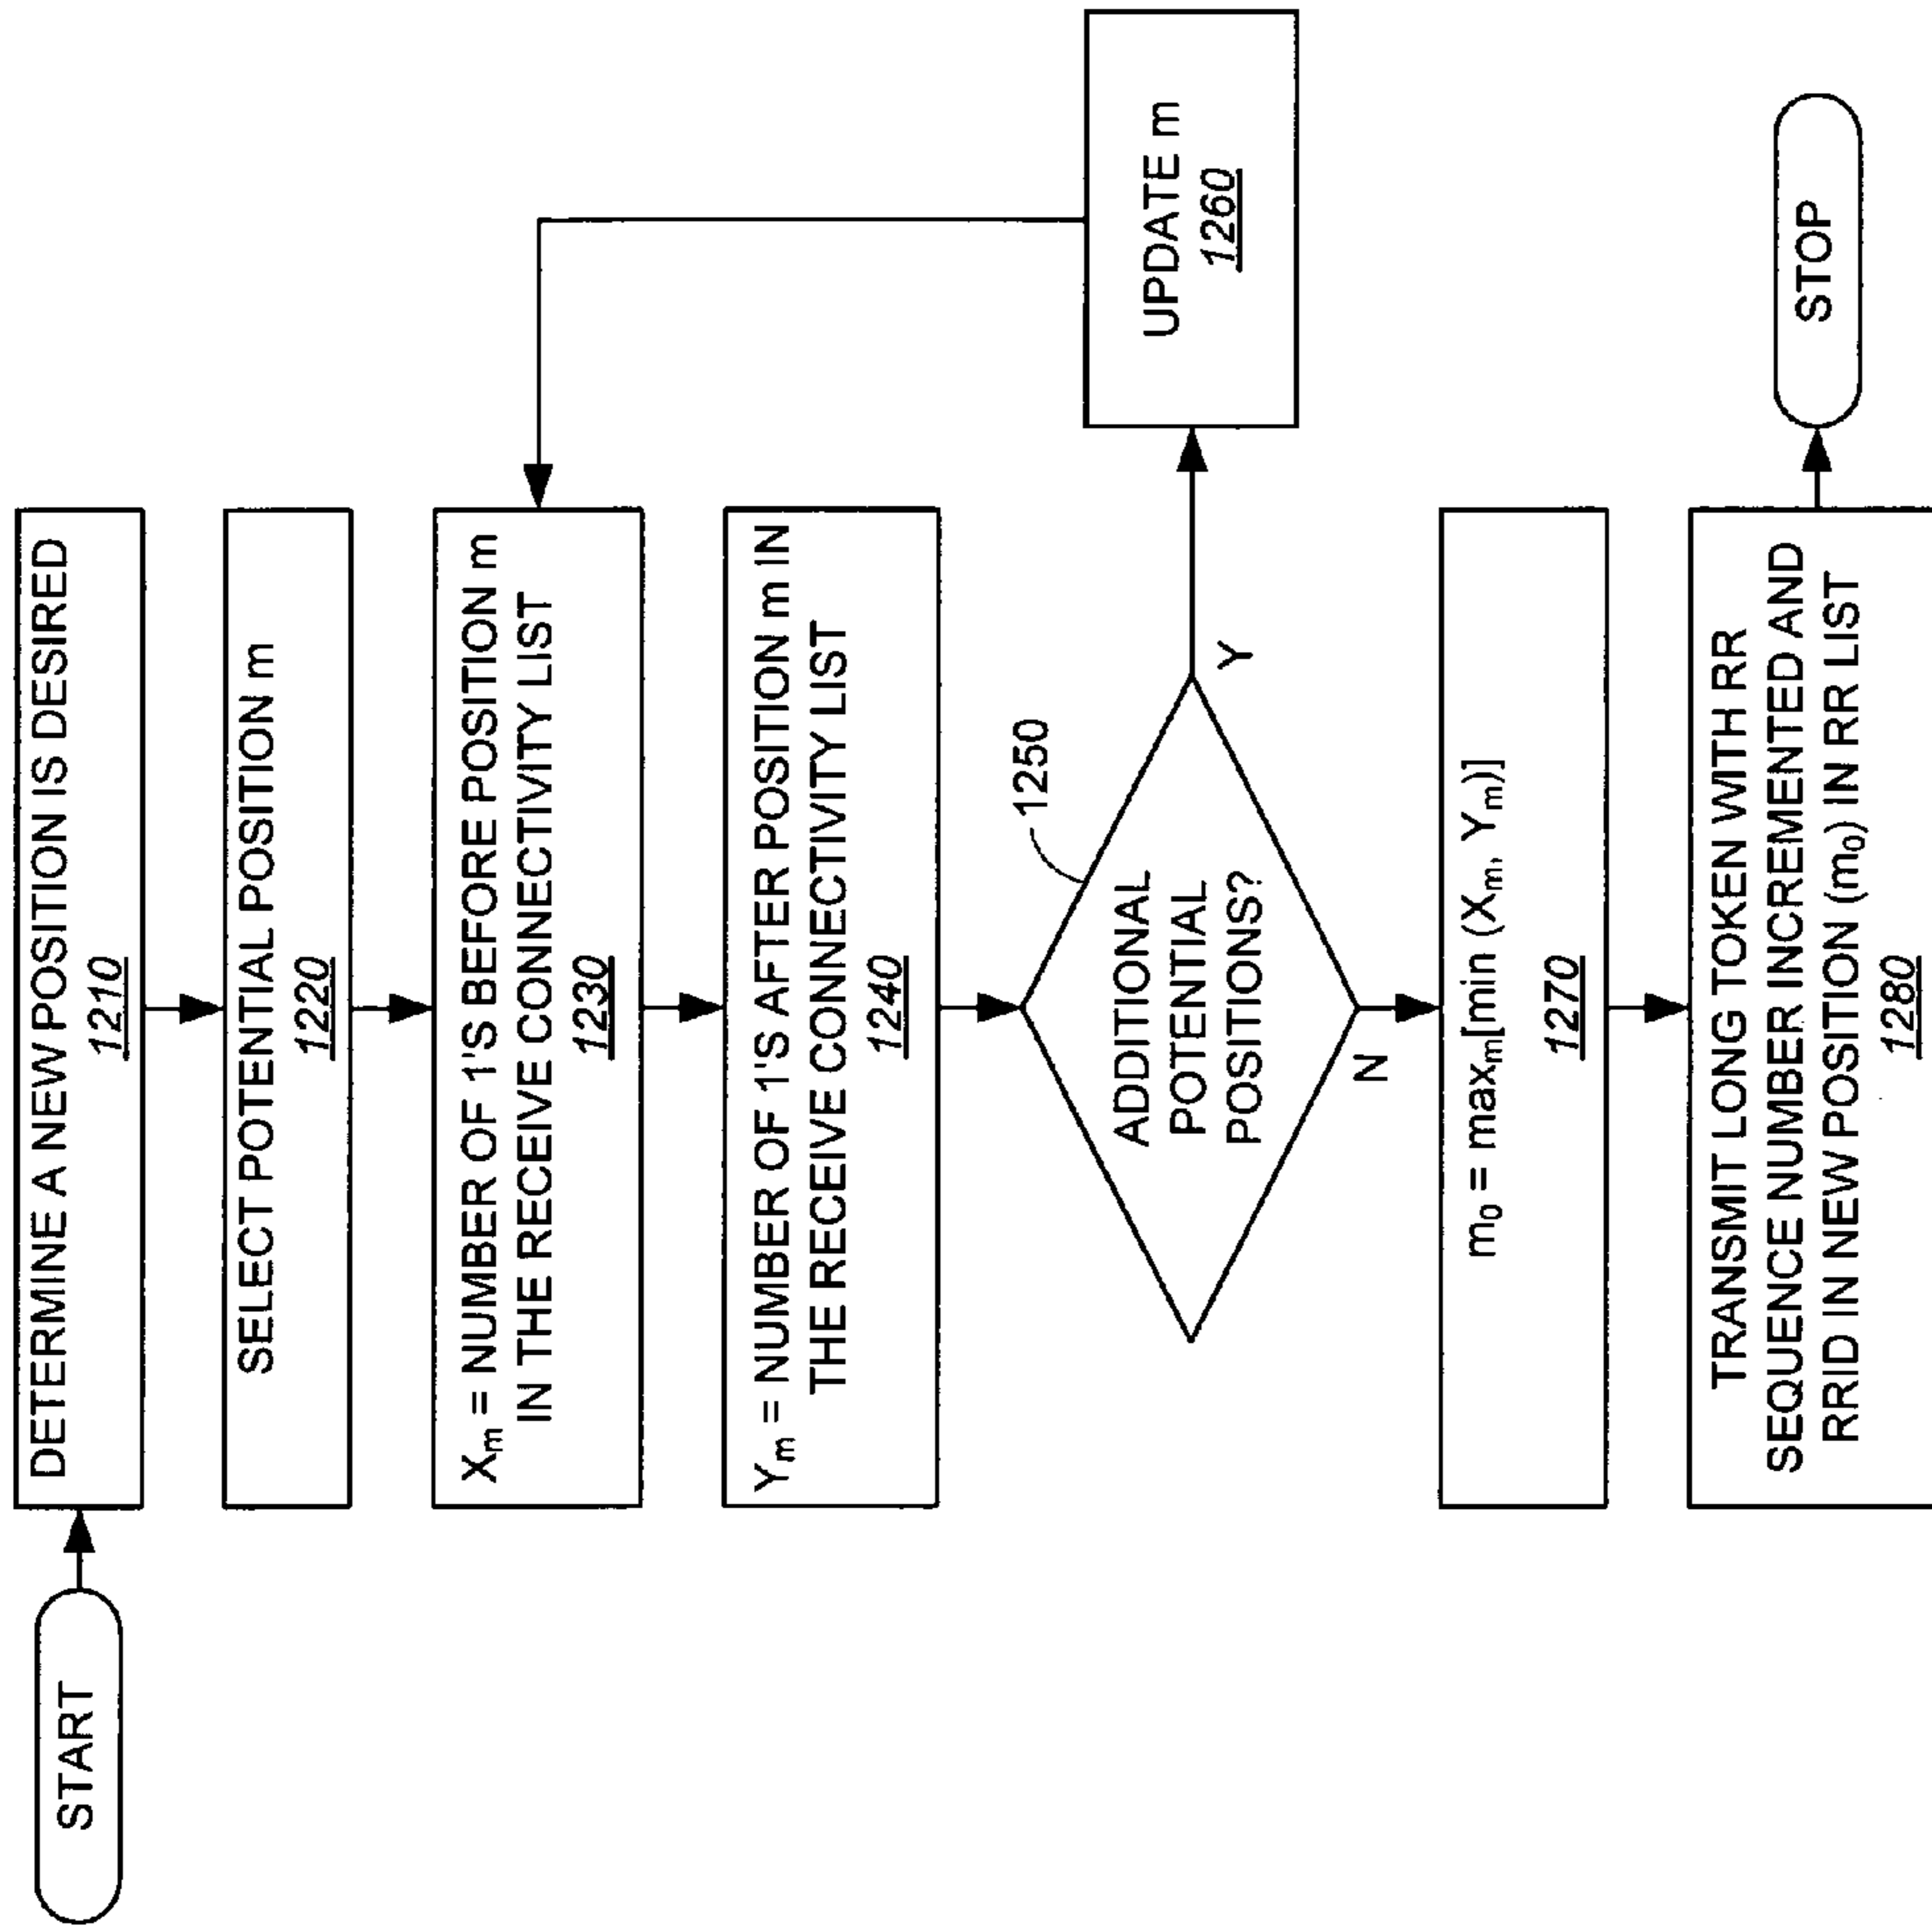 START
DETERMINE A NEW POSITION IS DESIRED
1210
SELECT POTENTIAL POSITION m
1220
Xm = NUMBER OF 1'S BEFORE POSITION m
IN THE RECEIVE CONNECTIVITY LIST
1230
Ym = NUMBER OF 1'S AFTER POSITION m IN
THE RECEIVE CONNECTIVITY LIST
1240
1250
ADDITIONAL
POTENTIAL
POSITIONS?
Y
N
UPDATE m
1260
m0 = maxm[min (Xm, Ym)]
1270
TRANSMIT LONG TOKEN WITH RR
SEQUENCE NUMBER INCREMENTED AND
RRID IN NEW POSITION (m0) IN RR LIST
1280
STOP